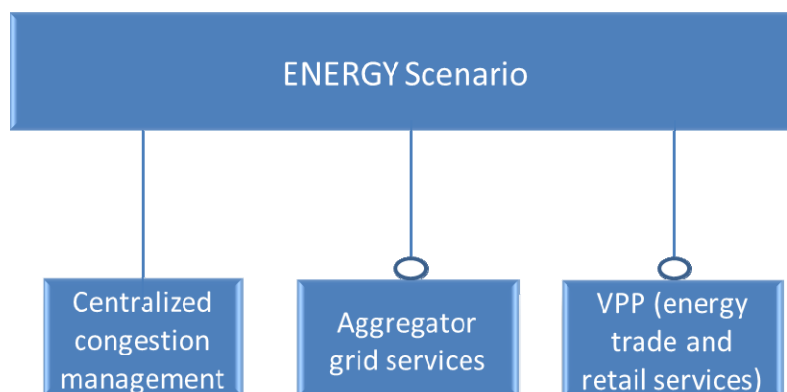 ENERGY Scenario
Centralized
congestion
management
Aggregator
grid services
VPP (energy
trade and
retail services)